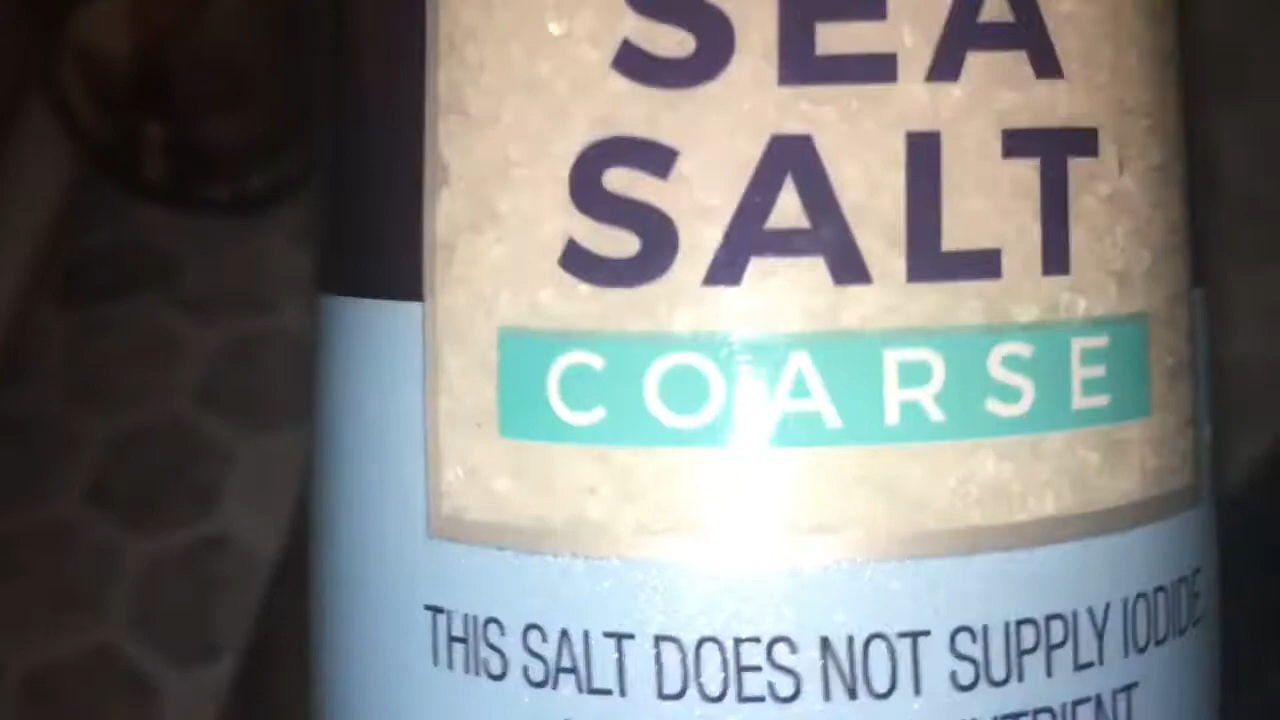 SEA
SALT
COARSE
THIS SALT DOES NOT SUPPLY IODIDE